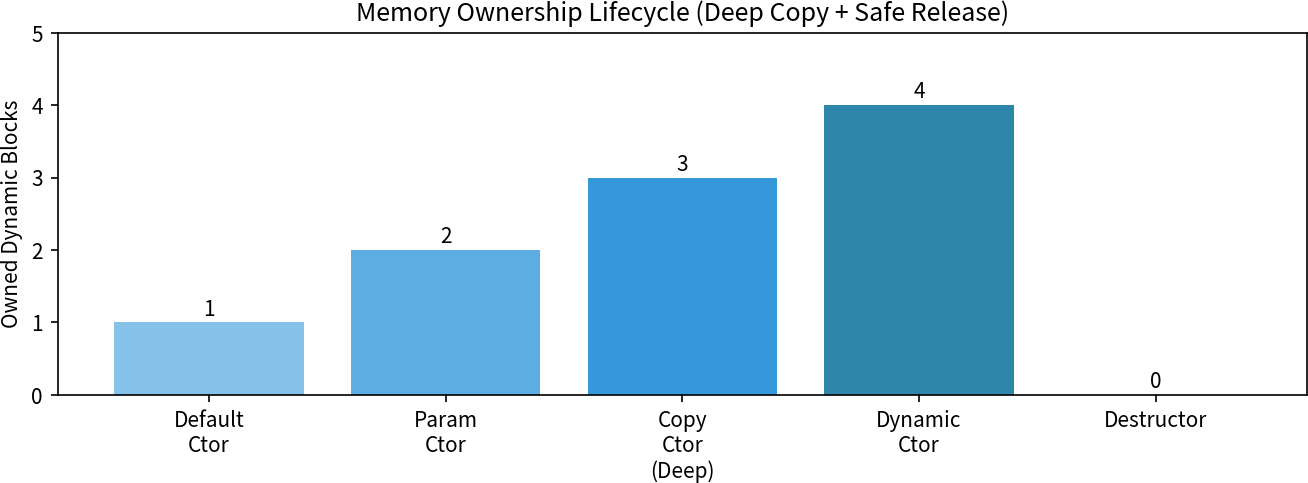 Memory Ownership Lifecycle (Deep Copy + Safe Release)
Owned Dynamic Blocks
5
4
3
2
1
0
1
2
3
4
0
Default
Ctor
Param
Ctor
Copy
Ctor
(Deep)
Dynamic
Ctor
Destructor